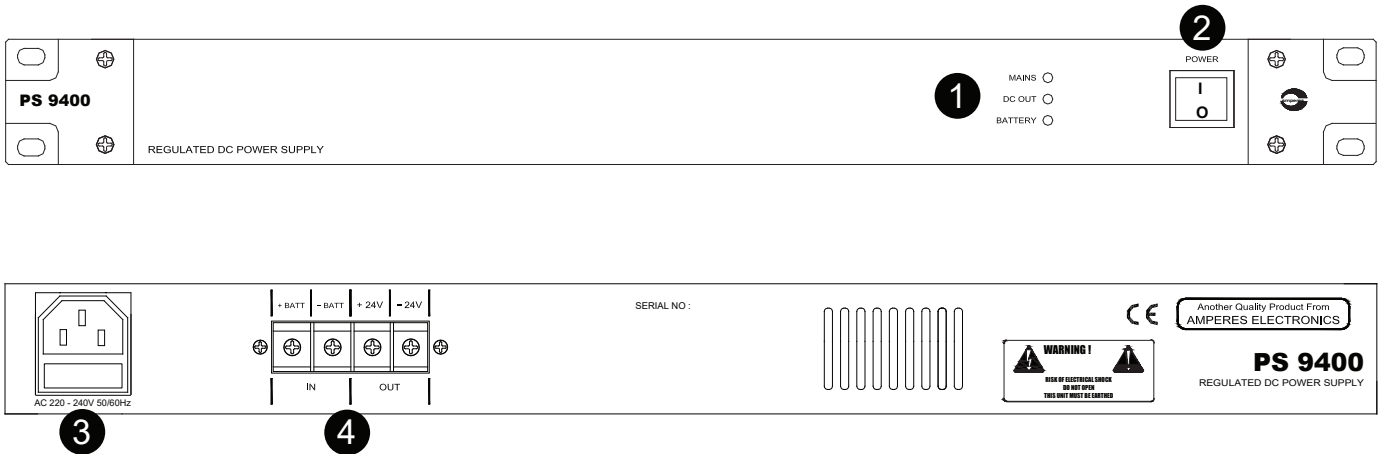 2
POWER
I
O
MAINS
1
DC OUT
BATTERY
PS 9400
amperes
REGULATED DC POWER SUPPLY
+ BATT – BATT + 24V – 24V
IN OUT
SERIAL NO :
AC 220 - 240V 50/60Hz
3
4
CE
Another Quality Product From
AMPERES ELECTRONICS
WARNING !
RISK OF ELECTRICAL SHOCK
DO NOT OPEN
THIS UNIT MUST BE EARTHED
PS 9400
REGULATED DC POWER SUPPLY